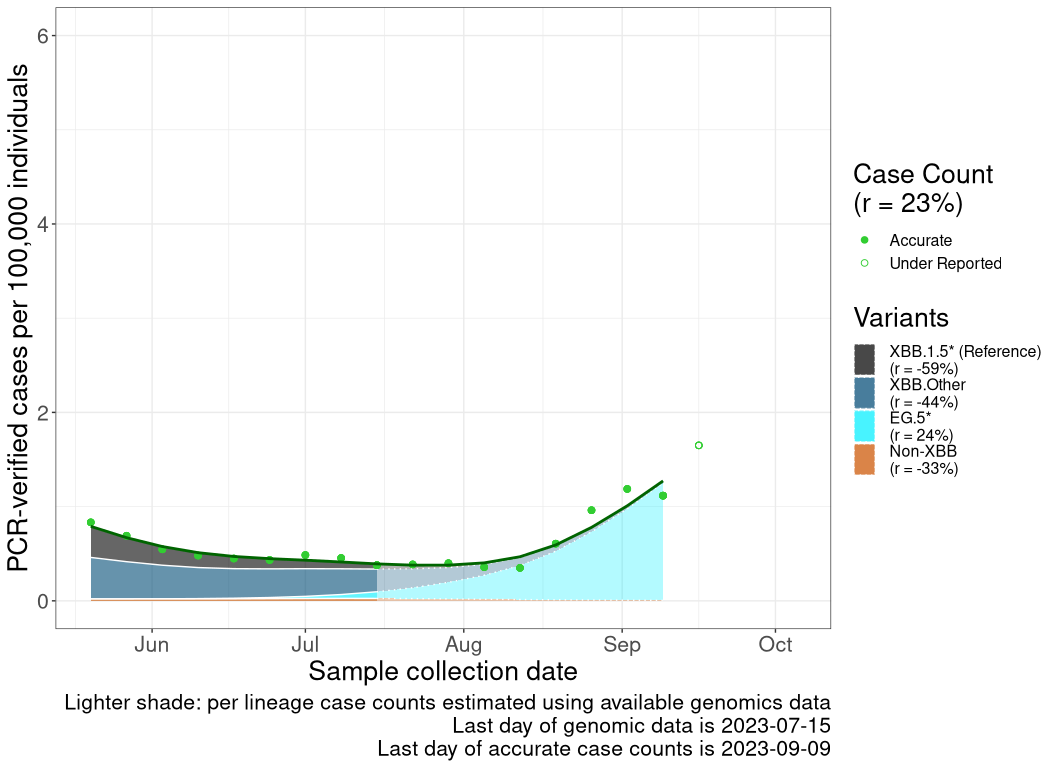 PCR-verified cases per 100,000 individuals
6
4
2
0
Jun Jul Aug Sep Oct
Sample collection date
Lighter shade: per lineage case counts estimated using available genomics data
Last day of genomic data is 2023-07-15
Last day of accurate case counts is 2023-09-09
Case Count
(r = 23%)
Accurate
Under Reported
Variants
XBB.1.5* (Reference)
(r = -59%)
XBB.Other
(r = -44%)
EG.5*
(r = 24%)
Non-XBB
(r = -33%)